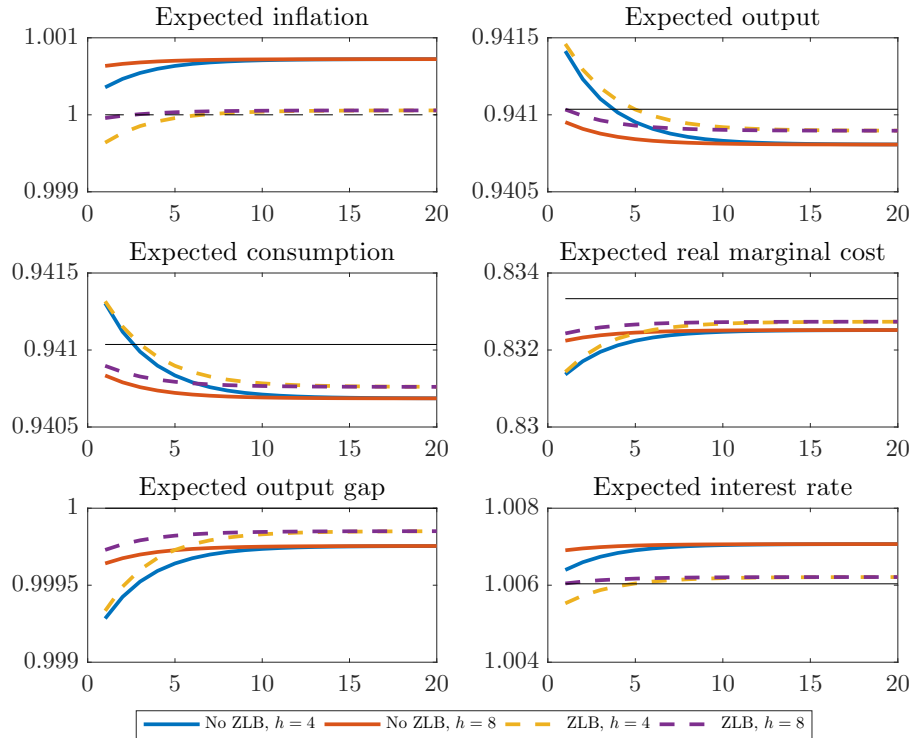 Expected inflation
Expected output
1.001
1
0.999
0 5 10 15 20
0.9415
0.941
0.9405
0 5 10 15 20
Expected consumption
Expected real marginal cost
0.9415
0.941
0.9405
0 5 10 15 20
0.834
0.832
0.83
0 5 10 15 20
Expected output gap
Expected interest rate
1
0.9995
0.999
0 5 10 15 20
1.008
1.006
1.004
0 5 10 15 20
No ZLB, h = 4 No ZLB, h = 8 ZLB, h = 4 ZLB, h = 8